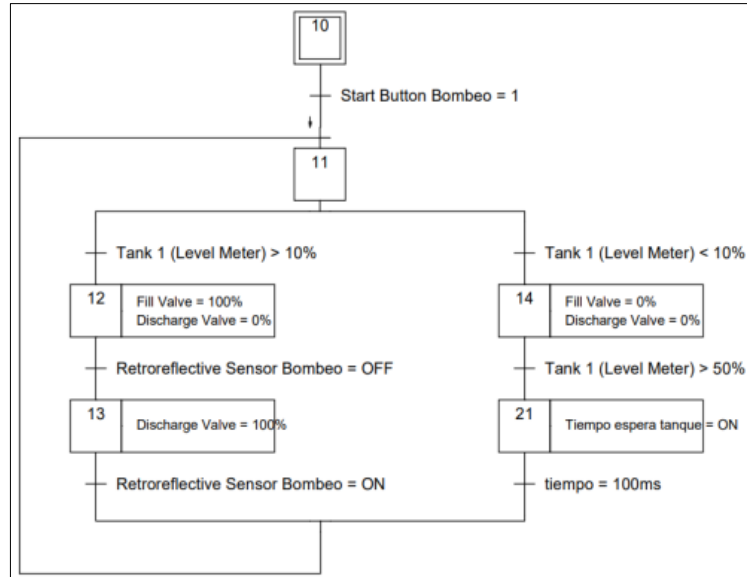 10
Start Button Bombeo = 1
11
Tank 1 (Level Meter) > 10%
Tank 1 (Level Meter) < 10%
12
Fill Valve = 100%
Discharge Valve = 0%
14
Fill Valve = 0%
Discharge Valve = 0%
Retroreflective Sensor Bombeo = OFF
Tank 1 (Level Meter) > 50%
13
Discharge Valve = 100%
21
Tiempo espera tanque = ON
Retroreflective Sensor Bombeo = ON
tiempo = 100ms